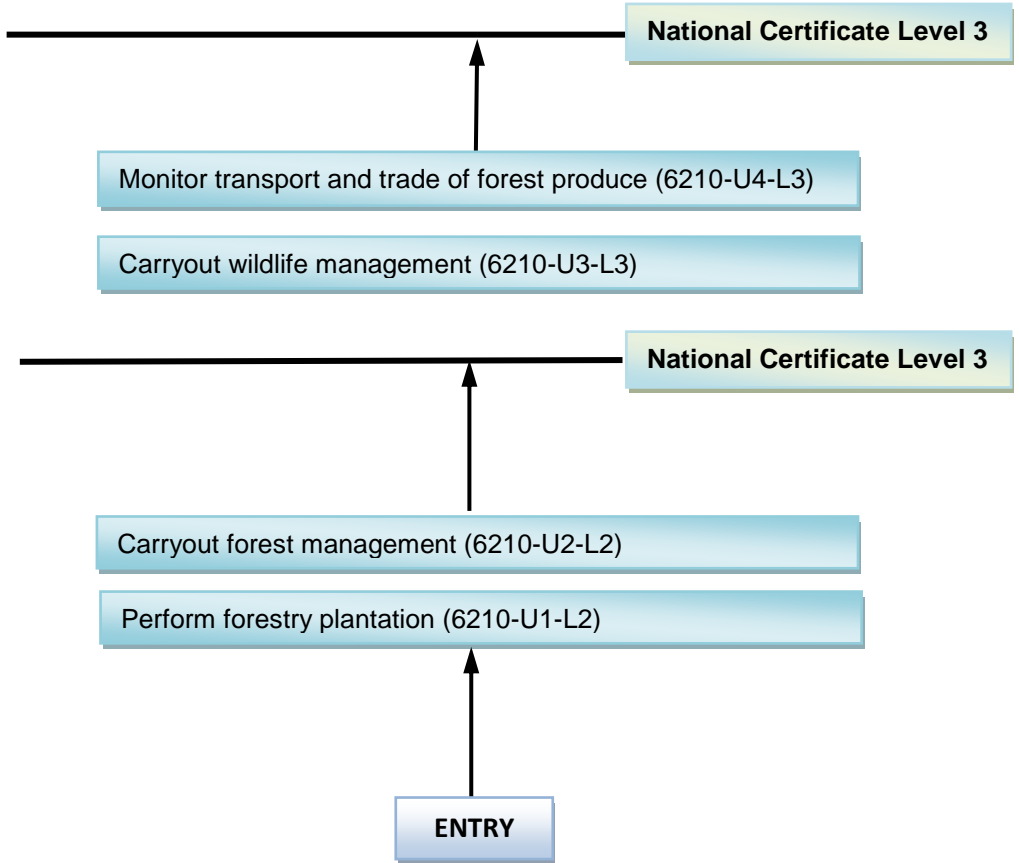 National Certificate Level 3
Monitor transport and trade of forest produce (6210-U4-L3)
Carryout wildlife management (6210-U3-L3)
National Certificate Level 3
Carryout forest management (6210-U2-L2)
Perform forestry plantation (6210-U1-L2)
ENTRY